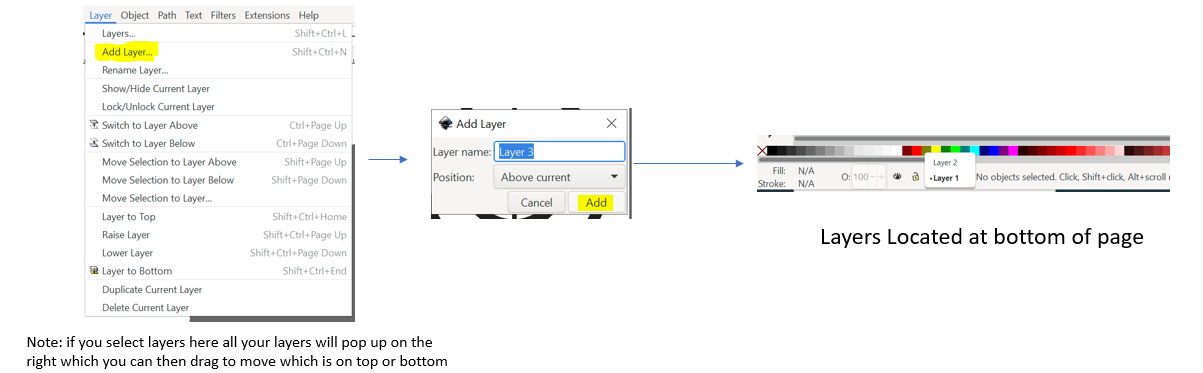 Layer Object Path Text Filters Extensions Help
Layers... Shift+Ctrl+L
Add Layer... Shift+Ctrl+N
Rename Layer...
Show/Hide Current Layer
Lock/Unlock Current Layer
Switch to Layer Above Ctrl+Page Up
Switch to Layer Below Ctrl+Page Down
Move Selection to Layer Above Shift+Page Up
Move Selection to Layer Below Shift+Page Down
Move Selection to Layer...
Layer to Top Shift+Ctrl+Home
Raise Layer Shift+Ctrl+Page Up
Lower Layer Shift+Ctrl+Page Down
Layer to Bottom Shift+Ctrl+End
Duplicate Current Layer
Delete Current Layer
Note: if you select layers here all your layers will pop up on the
right which you can then drag to move which is on top or bottom
Add Layer
Layer name: Layer 3
Position: Above current
Cancel Add
Layer 2
Fill: N/A
O: 100 - +
•Layer 1
No objects selected. Click, Shift+click, Alt+scroll
Stroke: N/A
Layers Located at bottom of page